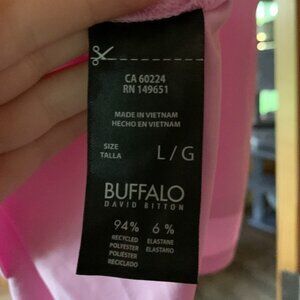 CA 60224
RN 149651
MADE IN VIETNAM
HECHO EN VIETNAM
SIZE
TALLA
L/G
BUFFALO
DAVID BITTON
94% 6%
RECYCLED ELASTANE
POLYESTER ELASTANO
POLIÉSTER
RECICLADO